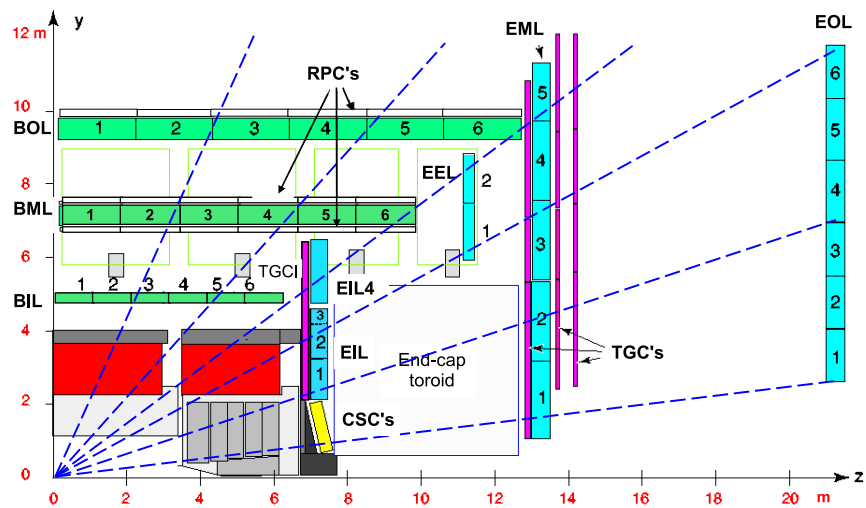 y
12 m
10
8
6
4
2
0
EOL
EML
RPC's
BOL
1 2 3 4 5 6
EEL
2
1
BML
1 2 3 4 5 6
TGCI
BIL
1 2 3 4 5 6
EIL4
3
2
1
EIL
End-cap
toroid
CSC's
TGC's
5
4
3
2
1
6
5
4
3
2
1
0 2 4 6 8 10 12 14 16 18 20
m
z